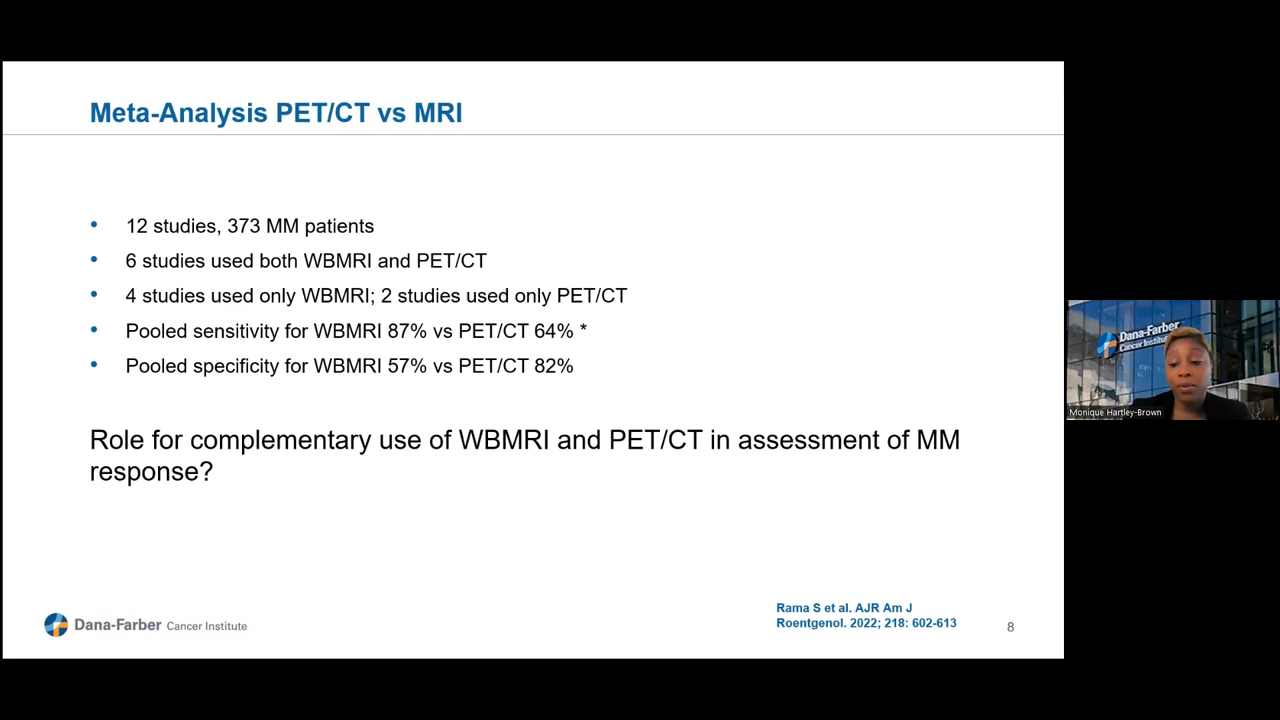 Meta-Analysis PET/CT vs MRI
• 12 studies, 373 MM patients
• 6 studies used both WBMRI and PET/CT
• 4 studies used only WBMRI; 2 studies used only PET/CT
• Pooled sensitivity for WBMRI 87% vs PET/CT 64% *
• Pooled specificity for WBMRI 57% vs PET/CT 82%
Role for complementary use of WBMRI and PET/CT in assessment of MM
response?
Dana-Farber Cancer Institute
Rama S et al. AJR Am J
Roentgenol. 2022; 218: 602-613
8
Dana-Farber
Cancer Institute
Monique Hartley-Brown